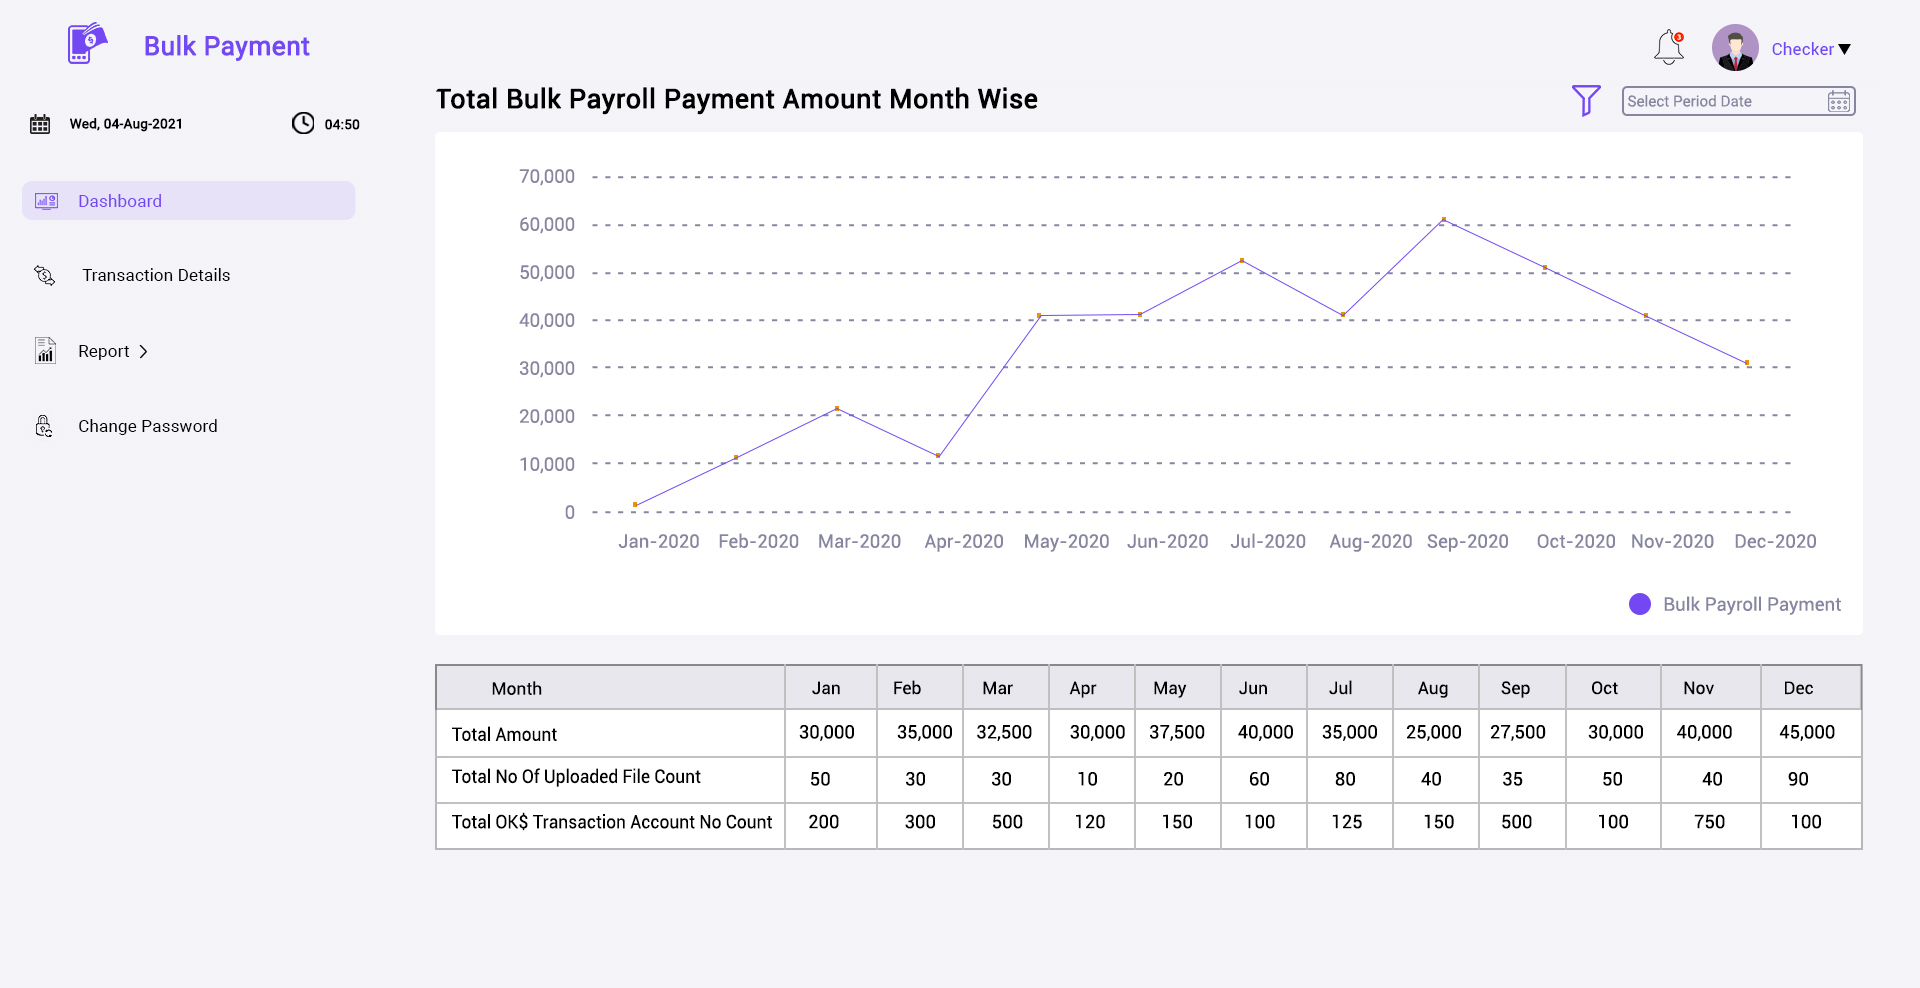 Bulk Payment
3
Checker
Total Bulk Payroll Payment Amount Month Wise
Select Period Date
Wed, 04-Aug-2021
04:50
Dashboard
Transaction Details
Report
Change Password
70,000
60,000
50,000
40,000
30,000
20,000
10,000
0
Jan-2020 Feb-2020 Mar-2020 Apr-2020 May-2020 Jun-2020 Jul-2020 Aug-2020 Sep-2020 Oct-2020 Nov-2020 Dec-2020
Bulk Payroll Payment
Month Jan Feb Mar Apr May Jun Jul Aug Sep Oct Nov Dec
Total Amount 30,000 35,000 32,500 30,000 37,500 40,000 35,000 25,000 27,500 30,000 40,000 45,000
Total No Of Uploaded File Count 50 30 30 10 20 60 80 40 35 50 40 90
Total OK$ Transaction Account No Count 200 300 500 120 150 100 125 150 500 100 750 100